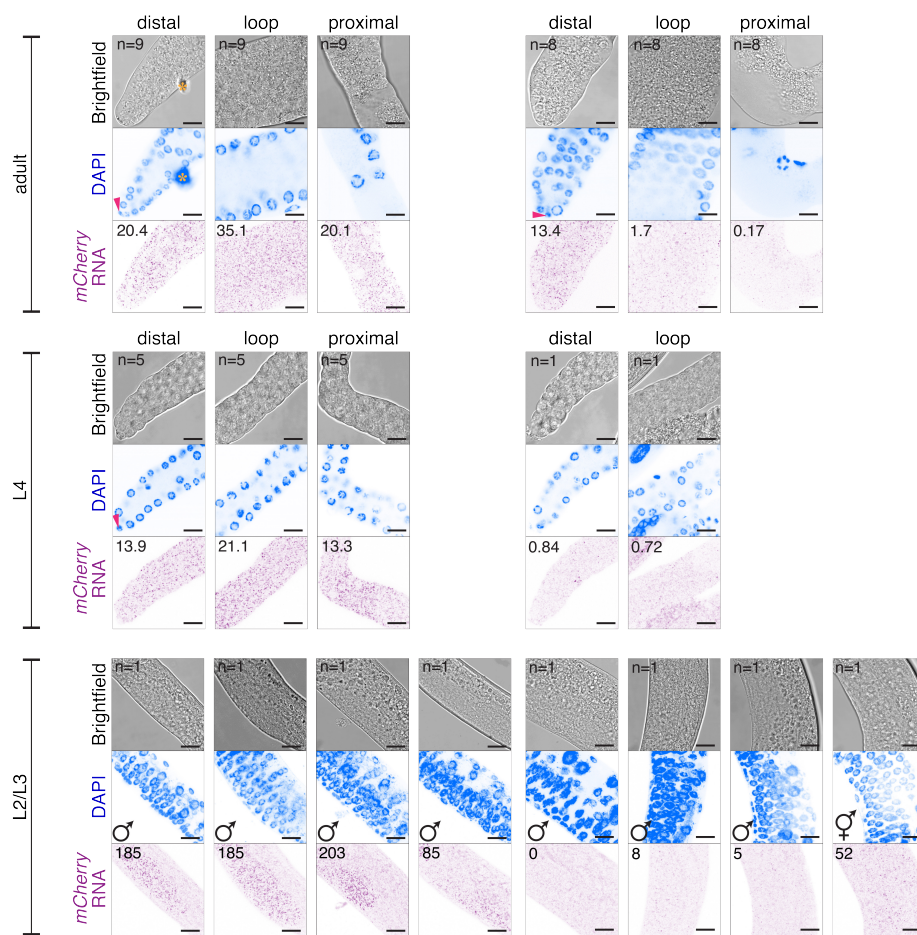 distal loop proximal distal loop proximal
adult
Brightfield n=9 n=9 n=9 n=8 n=8 n=8
DAPI * *
mCherry RNA 20.4 35.1 20.1 13.4 1.7 0.17
distal loop proximal distal loop
L4
Brightfield n=5 n=5 n=5 n=1 n=1
DAPI
mCherry RNA 13.9 21.1 13.3 0.84 0.72
L2/L3
Brightfield n=1 n=1 n=1 n=1 n=1 n=1 n=1 n=1
DAPI ♂ ♂ ♂ ♂ ♂ ♂ ♂ ⚥
mCherry RNA 185 185 203 85 0 8 5 52